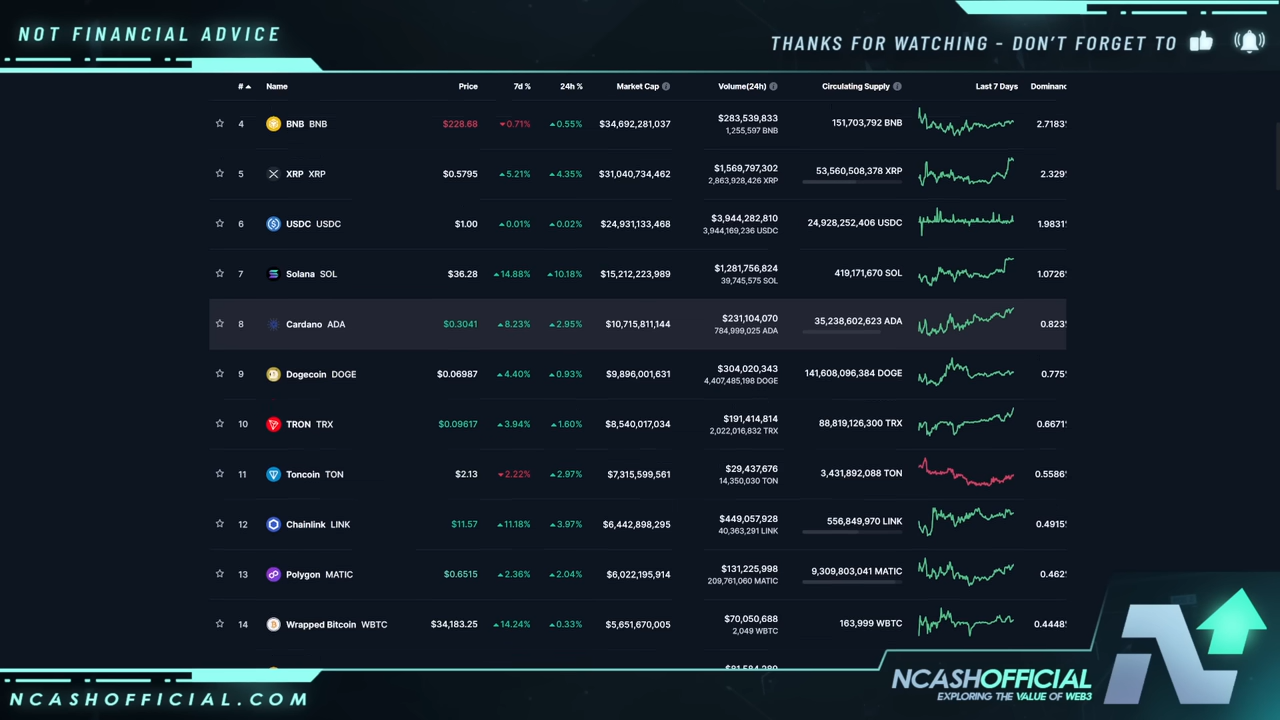 NOT FINANCIAL ADVICE
THANKS FOR WATCHING - DON'T FORGET TO
# Name Price 7d % 24h % Market Cap Volume(24h) Circulating Supply Last 7 Days Dominanc
4 BNB BNB $228.68 0.71% 0.55% $34,692,281,037 $283,539,833 151,703,792 BNB 2.7183
1,255,597 BNB
5 XRP XRP $0.5795 5.21% 4.35% $31,040,734,462 $1,569,797,302 53,560,508,378 XRP 2.329
2,863,928,426 XRP
6 USDC USDC $1.00 0.01% 0.02% $24,931,133,468 $3,944,282,810 24,928,252,406 USDC 1.9831
3,944,169,236 USDC
7 Solana SOL $36.28 14.88% 10.18% $15,212,223,989 $1,281,756,824 419,171,670 SOL 1.0726
39,745,575 SOL
8 Cardano ADA $0.3041 8.23% 2.95% $10,715,811,144 $231,104,070 35,238,602,623 ADA 0.823
784,999,025 ADA
9 Dogecoin DOGE $0.06987 4.40% 0.93% $9,896,001,631 $304,020,343 141,608,096,384 DOGE 0.775
4,407,485,198 DOGE
10 TRON TRX $0.09617 3.94% 1.60% $8,540,017,034 $191,414,814 88,819,126,300 TRX 0.6671
2,022,016,832 TRX
11 Toncoin TON $2.13 2.22% 2.97% $7,315,599,561 $29,437,676 3,431,892,088 TON 0.5586
14,350,030 TON
12 Chainlink LINK $11.57 11.18% 3.97% $6,442,898,295 $449,057,928 556,849,970 LINK 0.4915
40,363,291 LINK
13 Polygon MATIC $0.6515 2.36% 2.04% $6,022,195,914 $131,225,998 9,309,803,041 MATIC 0.462
209,761,060 MATIC
14 Wrapped Bitcoin WBTC $34,183.25 14.24% 0.33% $5,651,670,005 $70,050,688 163,999 WBTC 0.4448
2,049 WBTC
NCASHOFFICIAL
EXPLORING THE VALUE OF WEB3
NCASHOFFICIAL.COM